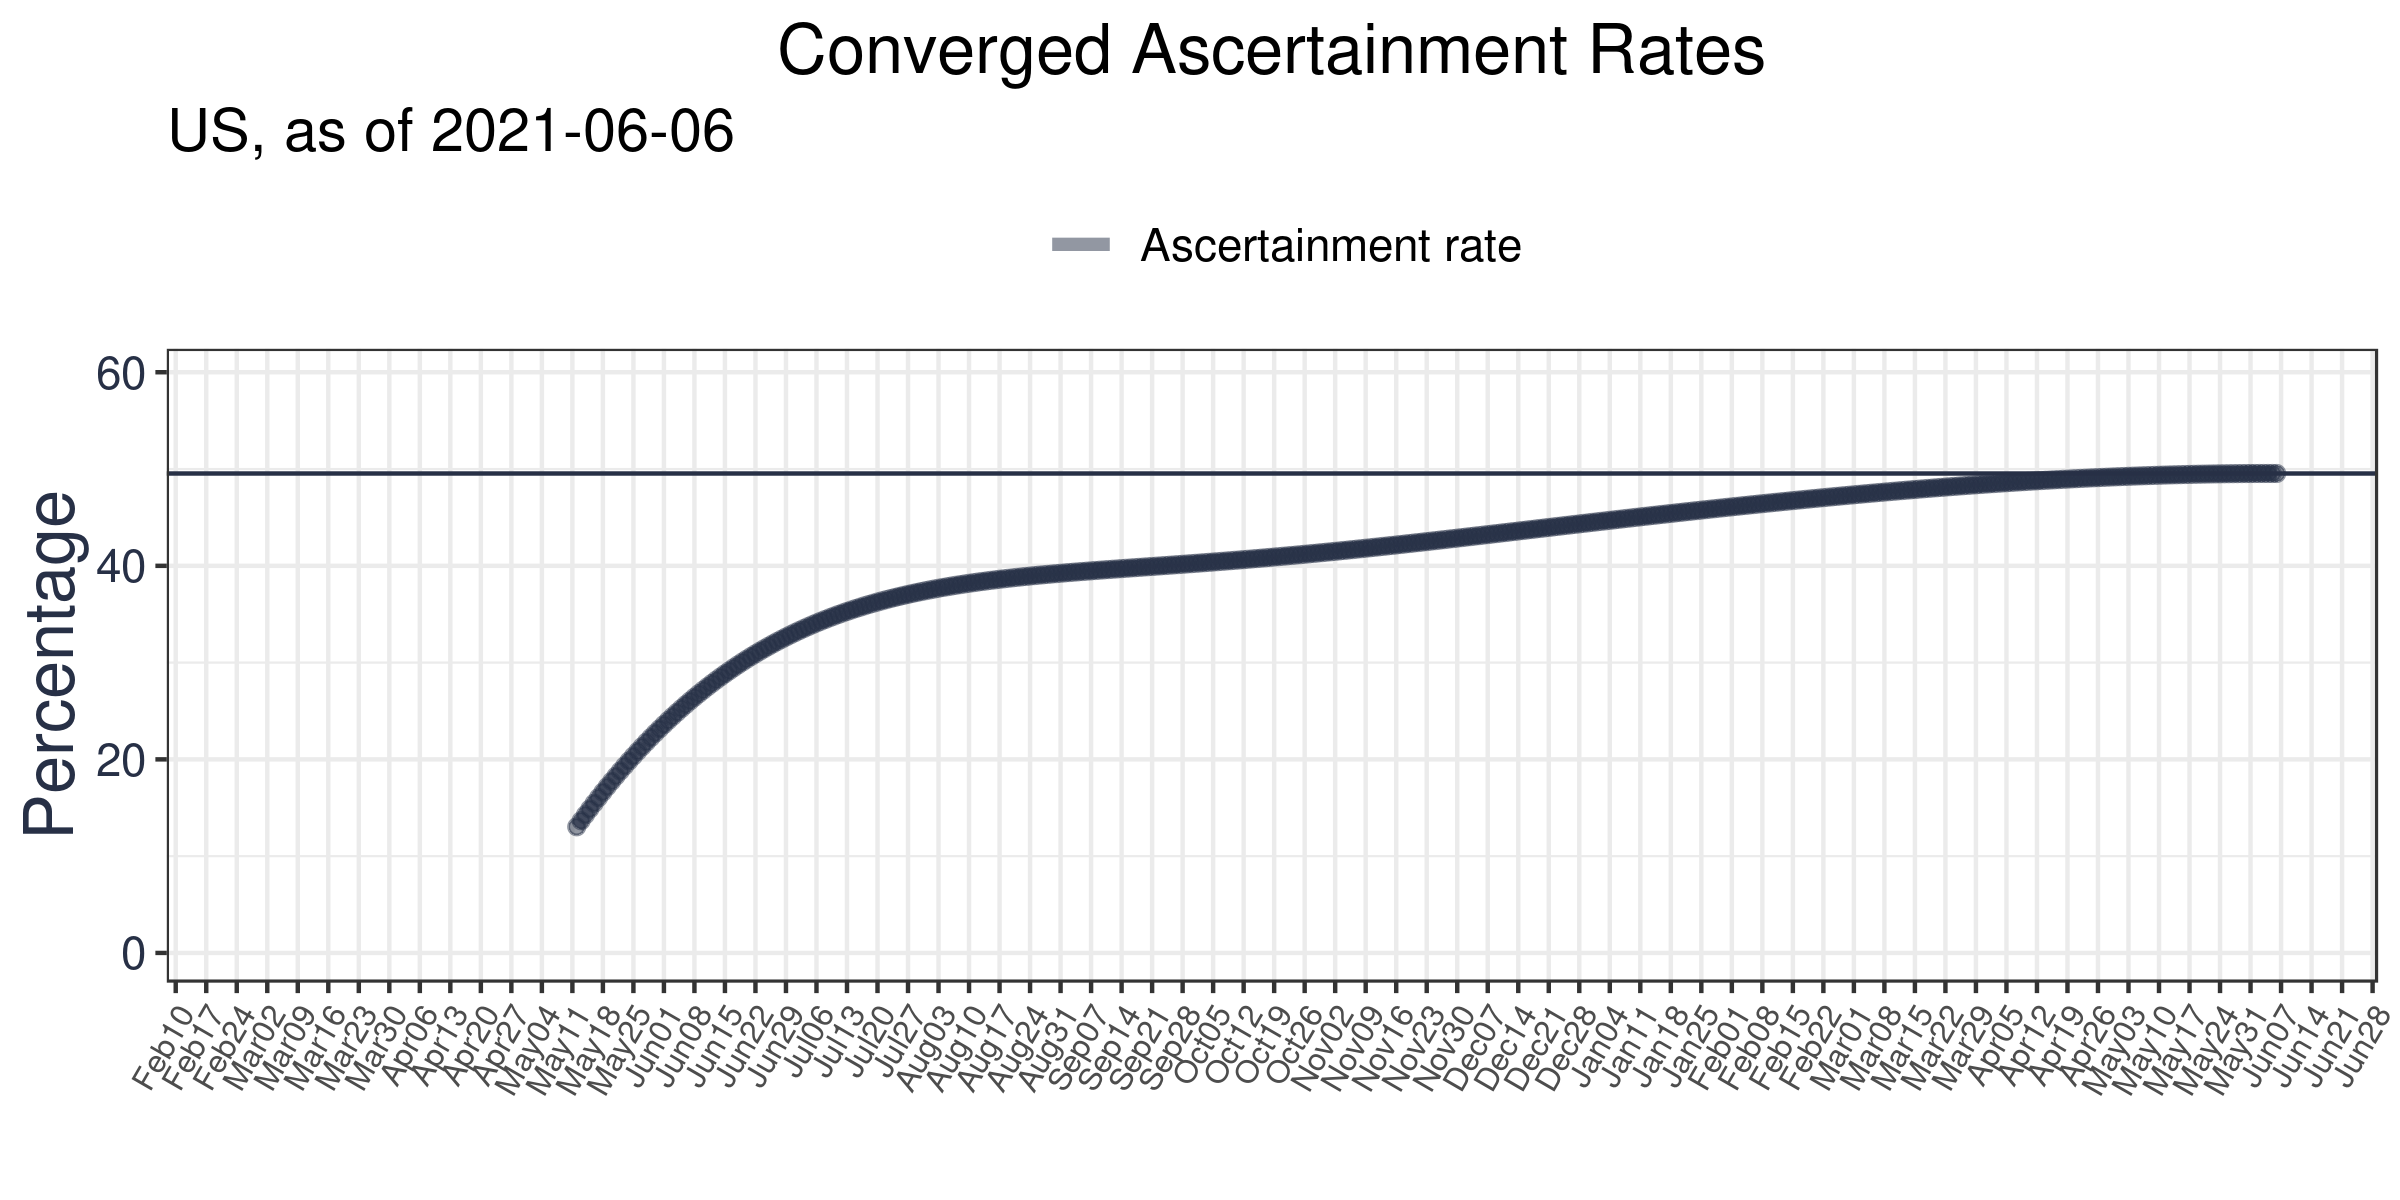 Converged Ascertainment Rates
US, as of 2021-06-06
Ascertainment rate
Percentage
60
40
20
0
Feb10
Feb17
Feb24
Mar02
Mar09
Mar16
Mar23
Mar30
Apr06
Apr13
Apr20
Apr27
May04
May11
May18
May25
Jun01
Jun08
Jun15
Jun22
Jun29
Jul06
Jul13
Jul20
Jul27
Aug03
Aug10
Aug17
Aug24
Aug31
Sep07
Sep14
Sep21
Sep28
Oct05
Oct12
Oct19
Oct26
Nov02
Nov09
Nov16
Nov23
Nov30
Dec07
Dec14
Dec21
Dec28
Jan04
Jan11
Jan18
Jan25
Feb01
Feb08
Feb15
Feb22
Mar01
Mar08
Mar15
Mar22
Mar29
Apr05
Apr12
Apr19
Apr26
May03
May10
May17
May24
May31
Jun07
Jun14
Jun21
Jun28